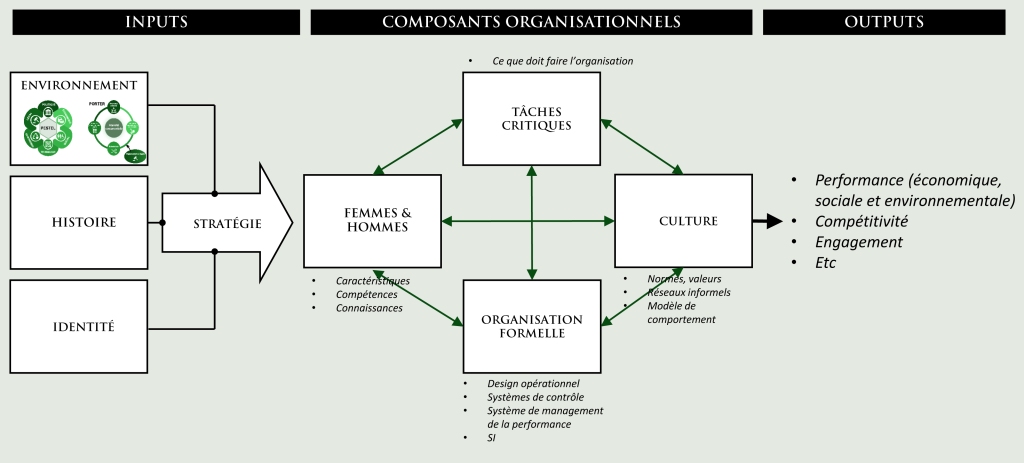 INPUTS
COMPOSANTS ORGANISATIONNELS
OUTPUTS
• Ce que doit faire l'organisation
ENVIRONNEMENT
PESTEL
PORTER
TÂCHES
CRITIQUES
HISTOIRE
STRATÉGIE
FEMMES &
HOMMES
CULTURE
• Performance (économique,
sociale et environnementale)
• Compétitivité
• Engagement
• Etc
• Caractéristiques
• Compétences
• Connaissances
• Normes, valeurs
• Réseaux informels
• Modèle de
comportement
IDENTITÉ
ORGANISATION
FORMELLE
• Design opérationnel
• Systèmes de contrôle
• Système de management
de la performance
• SI